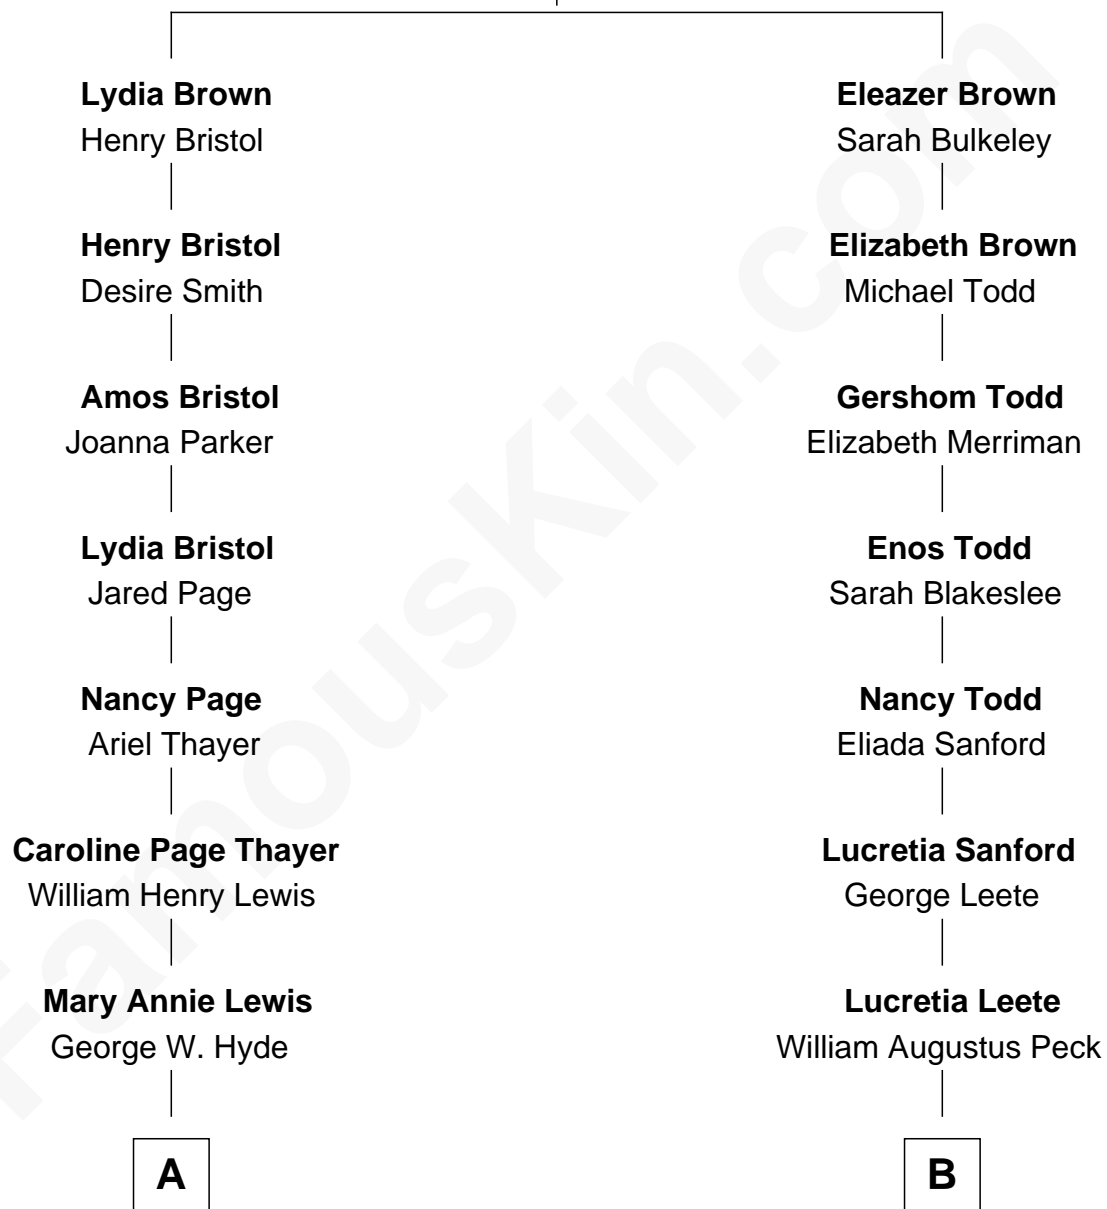 Lydia Brown
Henry Bristol
Eleazer Brown
Sarah Bulkeley
Henry Bristol
Desire Smith
Elizabeth Brown
Michael Todd
Amos Bristol
Joanna Parker
Gershom Todd
Elizabeth Merriman
Lydia Bristol
Jared Page
Enos Todd
Sarah Blakeslee
Nancy Page
Ariel Thayer
Nancy Todd
Eliada Sanford
Caroline Page Thayer
William Henry Lewis
Lucretia Sanford
George Leete
Mary Annie Lewis
George W. Hyde
Lucretia Leete
William Augustus Peck
A
B
FamousKin.com